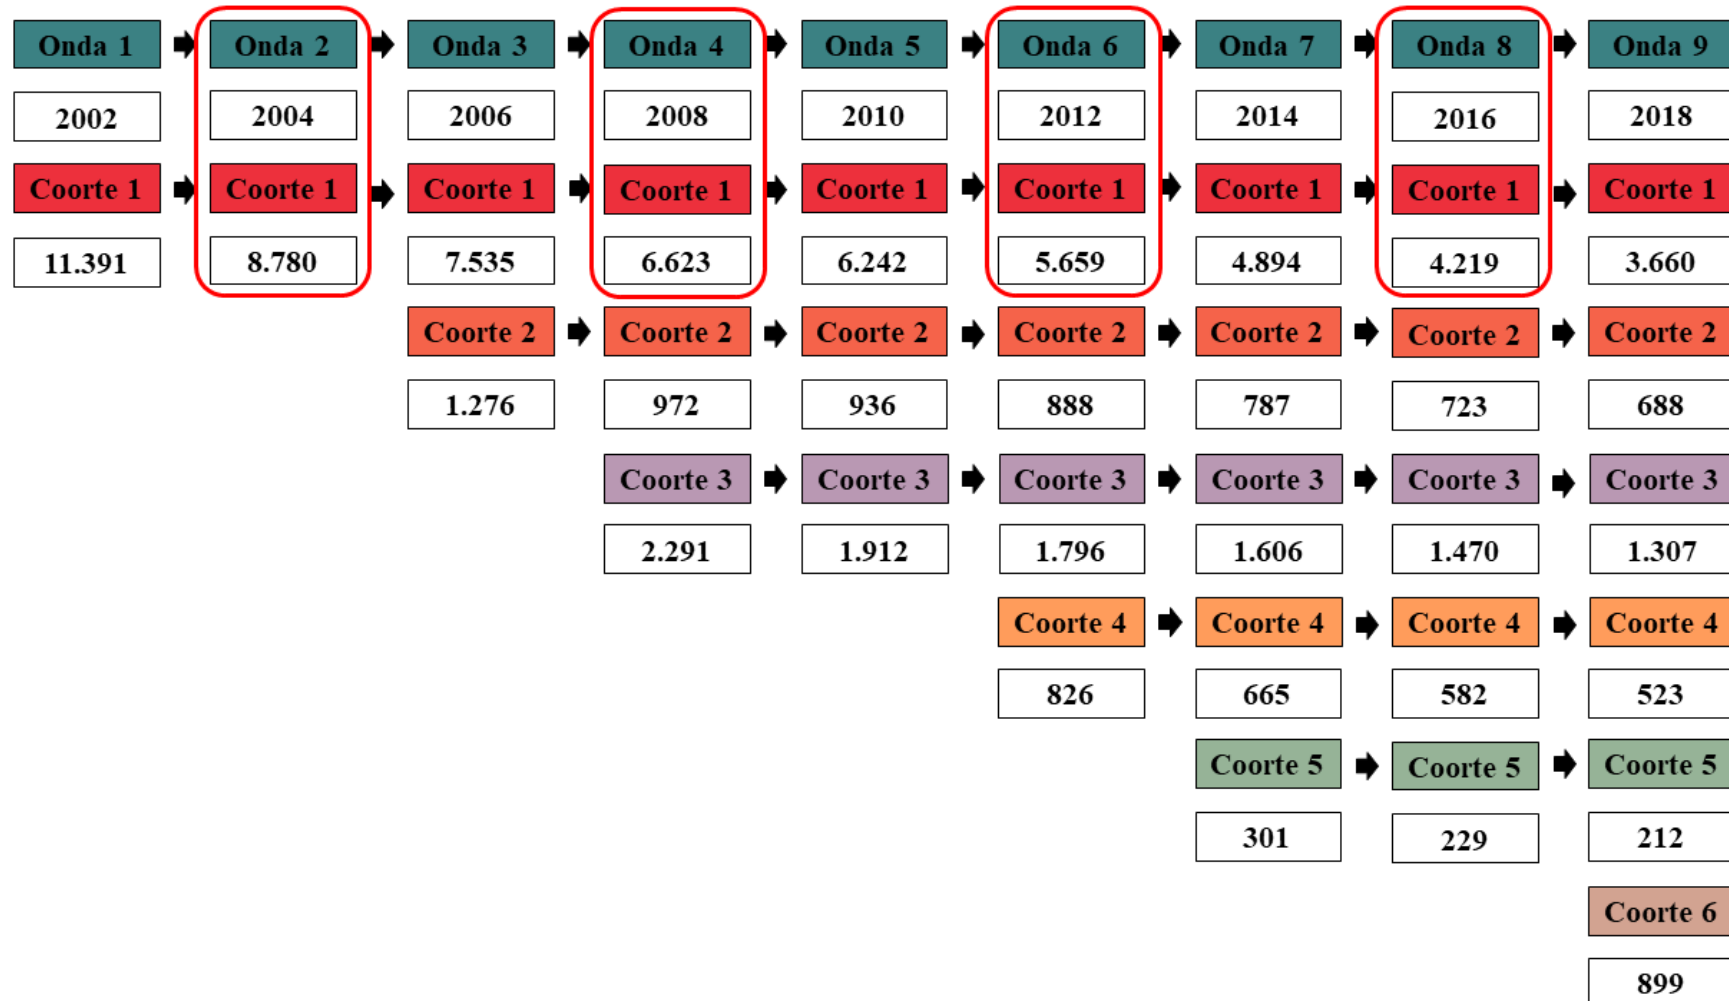 Onda 1 Onda 2 Onda 3 Onda 4 Onda 5 Onda 6 Onda 7 Onda 8 Onda 9
2002 2004 2006 2008 2010 2012 2014 2016 2018
Coorte 1 Coorte 1 Coorte 1 Coorte 1 Coorte 1 Coorte 1 Coorte 1 Coorte 1 Coorte 1
11.391 8.780 7.535 6.623 6.242 5.659 4.894 4.219 3.660
Coorte 2 Coorte 2 Coorte 2 Coorte 2 Coorte 2 Coorte 2 Coorte 2
1.276 972 936 888 787 723 688
Coorte 3 Coorte 3 Coorte 3 Coorte 3 Coorte 3 Coorte 3
2.291 1.912 1.796 1.606 1.470 1.307
Coorte 4 Coorte 4 Coorte 4 Coorte 4
826 665 582 523
Coorte 5 Coorte 5 Coorte 5
301 229 212
Coorte 6
899